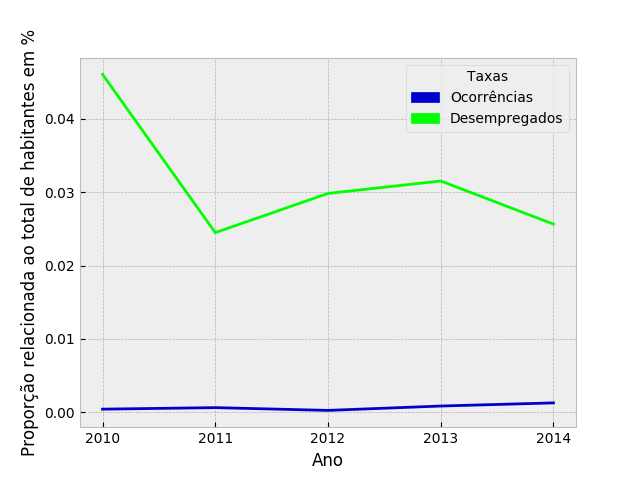 Proporção relacionada ao total de habitantes em %
Taxas
Ocorrências
Desempregados
0.04
0.03
0.02
0.01
0.00
2010 2011 2012 2013 2014
Ano